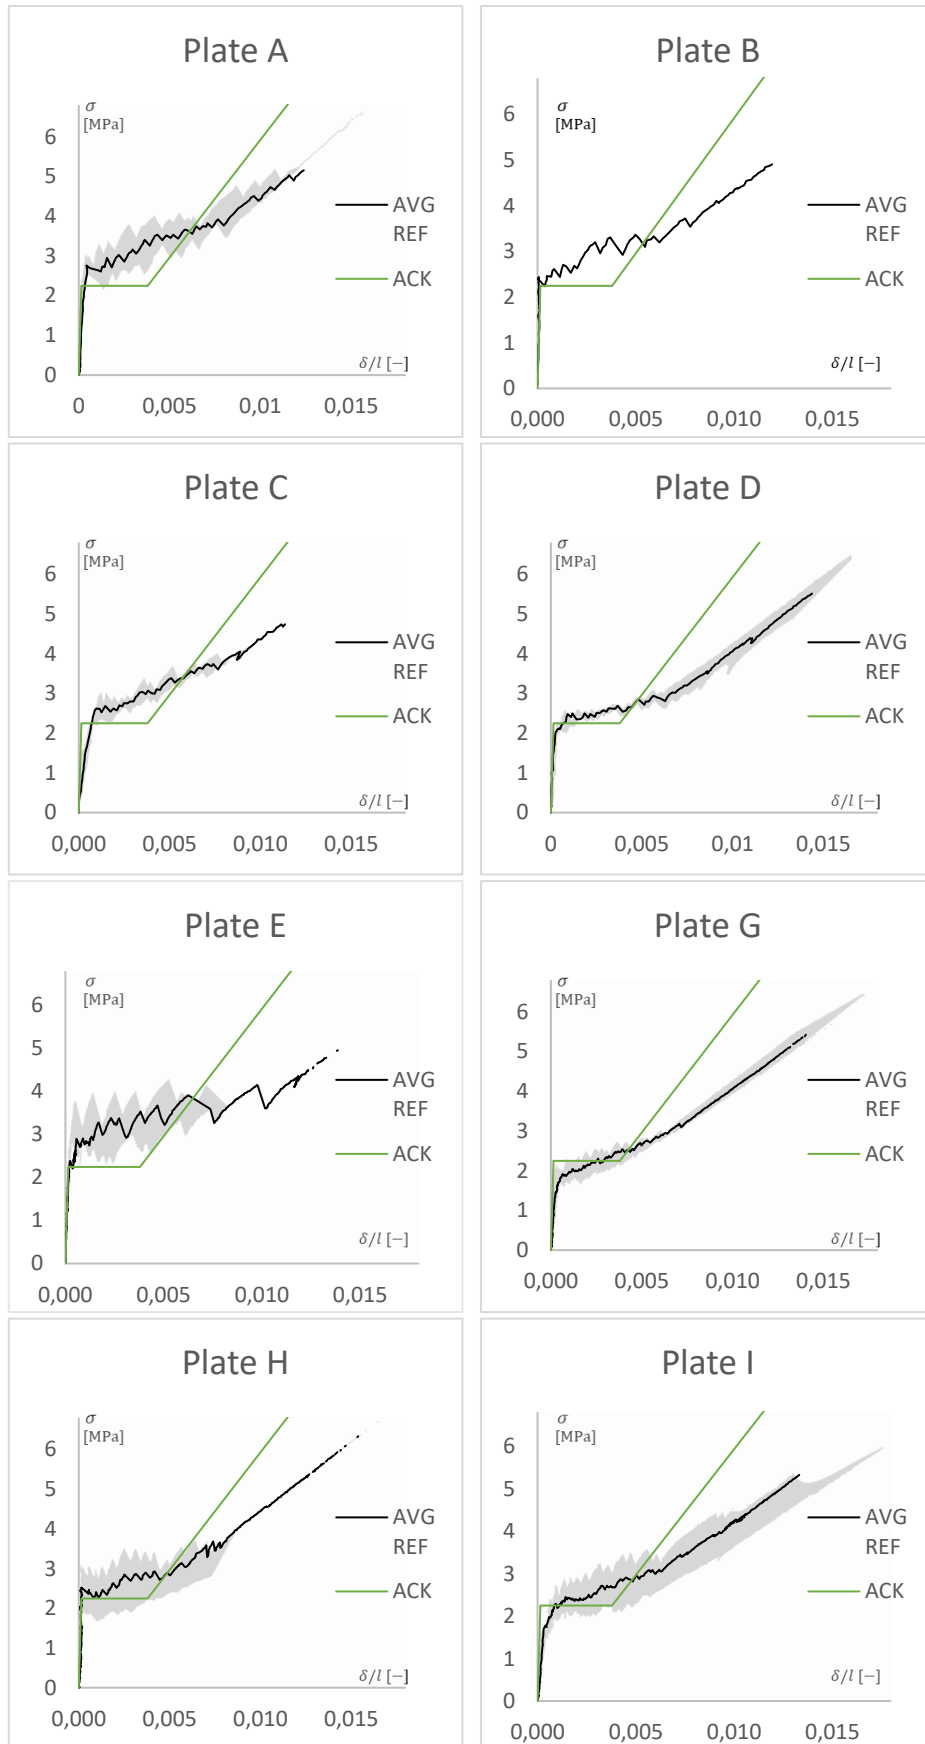 Plate A
σ
[MPa]
6
5
4
3
2
1
0
AVG
REF
ACK
δ/l [−]
0
0,005
0,01
0,015
Plate B
σ
[MPa]
6
5
4
3
2
1
0
AVG
REF
ACK
δ/l [−]
0,000
0,005
0,010
0,015
Plate C
σ
[MPa]
6
5
4
3
2
1
0
AVG
REF
ACK
δ/l [−]
0,000
0,005
0,010
0,015
Plate D
σ
[MPa]
6
5
4
3
2
1
0
AVG
REF
ACK
δ/l [−]
0
0,005
0,01
0,015
Plate E
σ
[MPa]
6
5
4
3
2
1
0
AVG
REF
ACK
δ/l [−]
0,000
0,005
0,010
0,015
Plate G
σ
[MPa]
6
5
4
3
2
1
0
AVG
REF
ACK
δ/l [−]
0,000
0,005
0,010
0,015
Plate H
σ
[MPa]
6
5
4
3
2
1
0
AVG
REF
ACK
δ/l [−]
0,000
0,005
0,010
0,015
Plate I
σ
[MPa]
6
5
4
3
2
1
0
AVG
REF
ACK
δ/l [−]
0,000
0,005
0,010
0,015